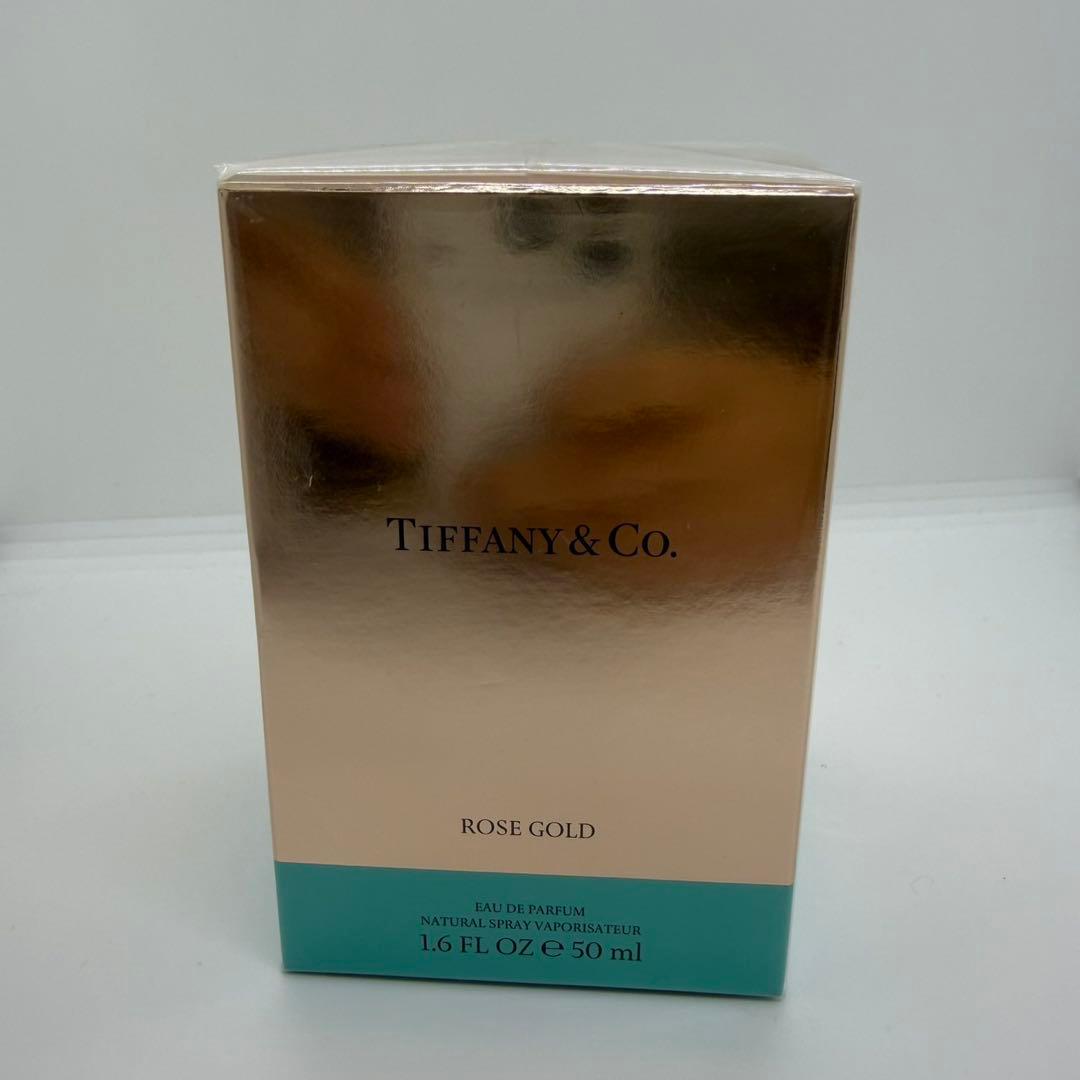 TIFFANY & CO.
ROSE GOLD
EAU DE PARFUM
NATURAL SPRAY VAPORISATEUR
1.6 FL OZ ℮ 50 ml